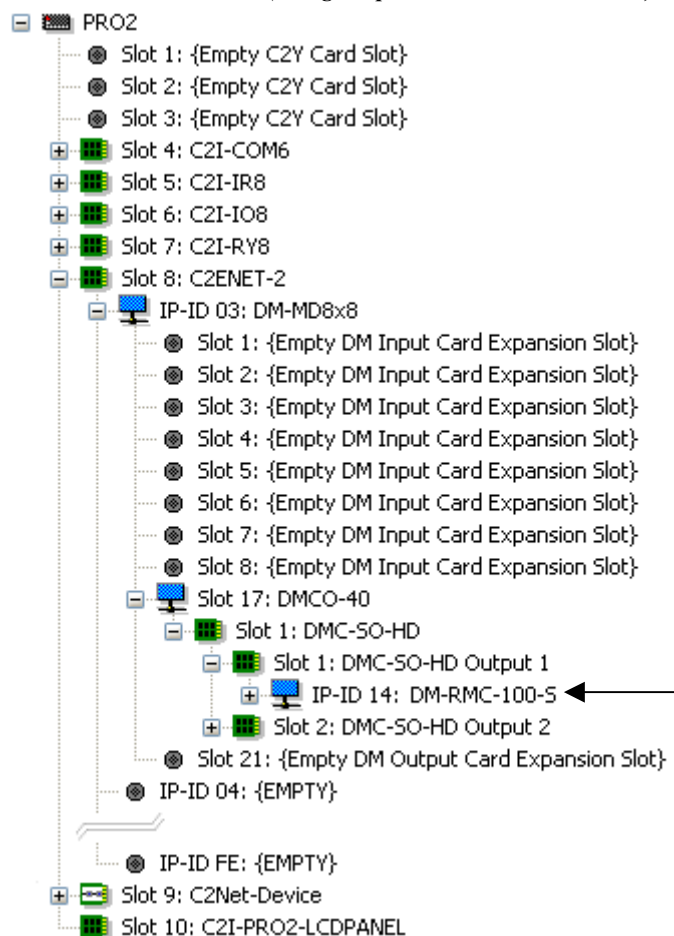 PRO2
Slot 1: {Empty C2Y Card Slot}
Slot 2: {Empty C2Y Card Slot}
Slot 3: {Empty C2Y Card Slot}
Slot 4: C2I-COM6
Slot 5: C2I-IR8
Slot 6: C2I-IO8
Slot 7: C2I-RY8
Slot 8: C2ENET-2
IP-ID 03: DM-MD8x8
Slot 1: {Empty DM Input Card Expansion Slot}
Slot 2: {Empty DM Input Card Expansion Slot}
Slot 3: {Empty DM Input Card Expansion Slot}
Slot 4: {Empty DM Input Card Expansion Slot}
Slot 5: {Empty DM Input Card Expansion Slot}
Slot 6: {Empty DM Input Card Expansion Slot}
Slot 7: {Empty DM Input Card Expansion Slot}
Slot 8: {Empty DM Input Card Expansion Slot}
Slot 17: DMCO-40
Slot 1: DMC-SO-HD
Slot 1: DMC-SO-HD Output 1
IP-ID 14: DM-RMC-100-S
Slot 2: DMC-SO-HD Output 2
Slot 21: {Empty DM Output Card Expansion Slot}
IP-ID 04: {EMPTY}
IP-ID FE: {EMPTY}
Slot 9: C2Net-Device
Slot 10: C2I-PRO2-LCDPANEL